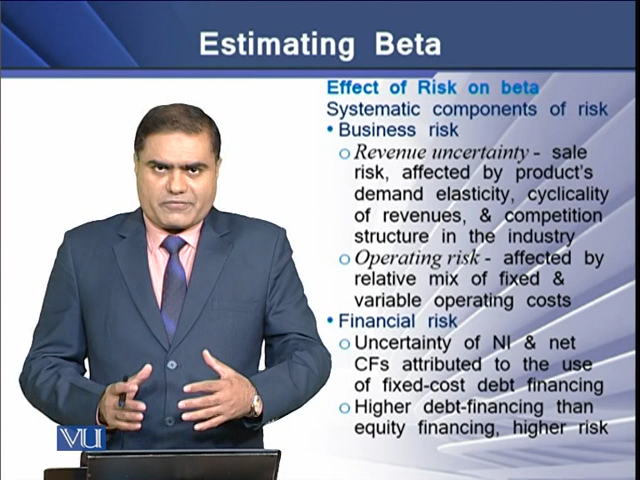 Estimating Beta
Effect of Risk on beta
Systematic components of risk
• Business risk
o Revenue uncertainty - sale
risk, affected by product's
demand elasticity, cyclicality
of revenues, & competition
structure in the industry
o Operating risk - affected by
relative mix of fixed &
variable operating costs
• Financial risk
o Uncertainty of NI & net
CFs attributed to the use
of fixed-cost debt financing
o Higher debt-financing than
equity financing, higher risk
VU